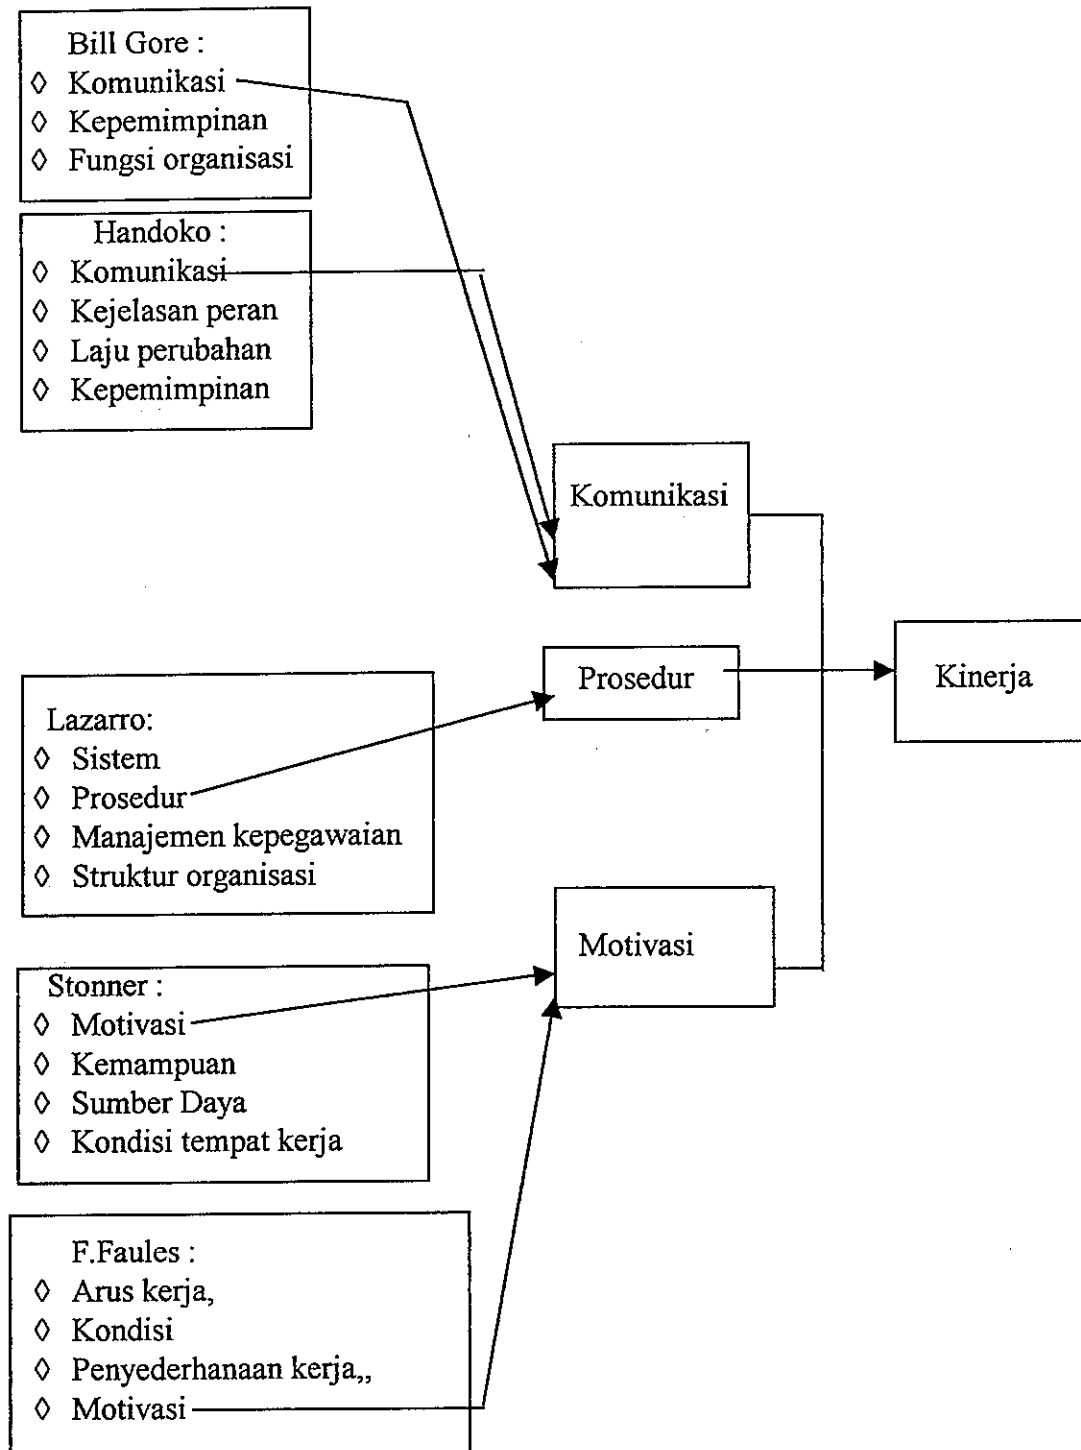 Bill Gore :
◊ Komunikasi
◊ Kepemimpinan
◊ Fungsi organisasi
Handoko :
◊ Komunikasi
◊ Kejelasan peran
◊ Laju perubahan
◊ Kepemimpinan
Komunikasi
Prosedur
Kinerja
Lazarro:
◊ Sistem
◊ Prosedur
◊ Manajemen kepegawaian
◊ Struktur organisasi
Motivasi
Stonner :
◊ Motivasi
◊ Kemampuan
◊ Sumber Daya
◊ Kondisi tempat kerja
F.Faules :
◊ Arus kerja,
◊ Kondisi
◊ Penyederhanaan kerja,,
◊ Motivasi